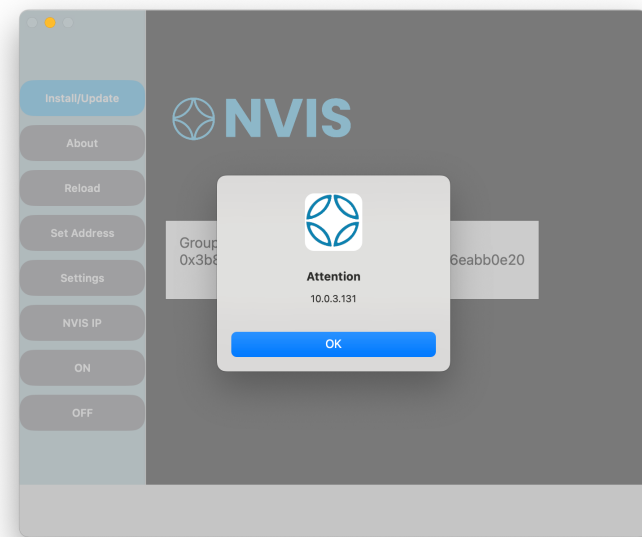 Install/Update
About
Reload
Set Address
Settings
NVIS IP
ON
OFF
NVIS
Group
0x3b8
6eabb0e20
Attention
10.0.3.131
OK